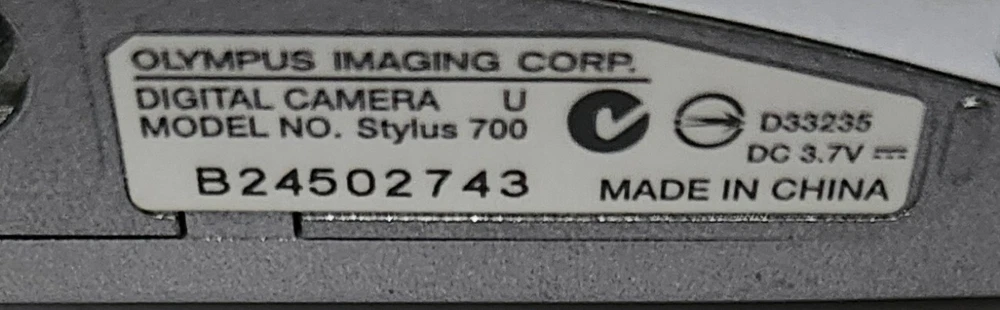 OLYMPUS IMAGING CORP.
DIGITAL CAMERA U
MODEL NO. Stylus 700
B24502743
D33235
DC 3.7V
MADE IN CHINA